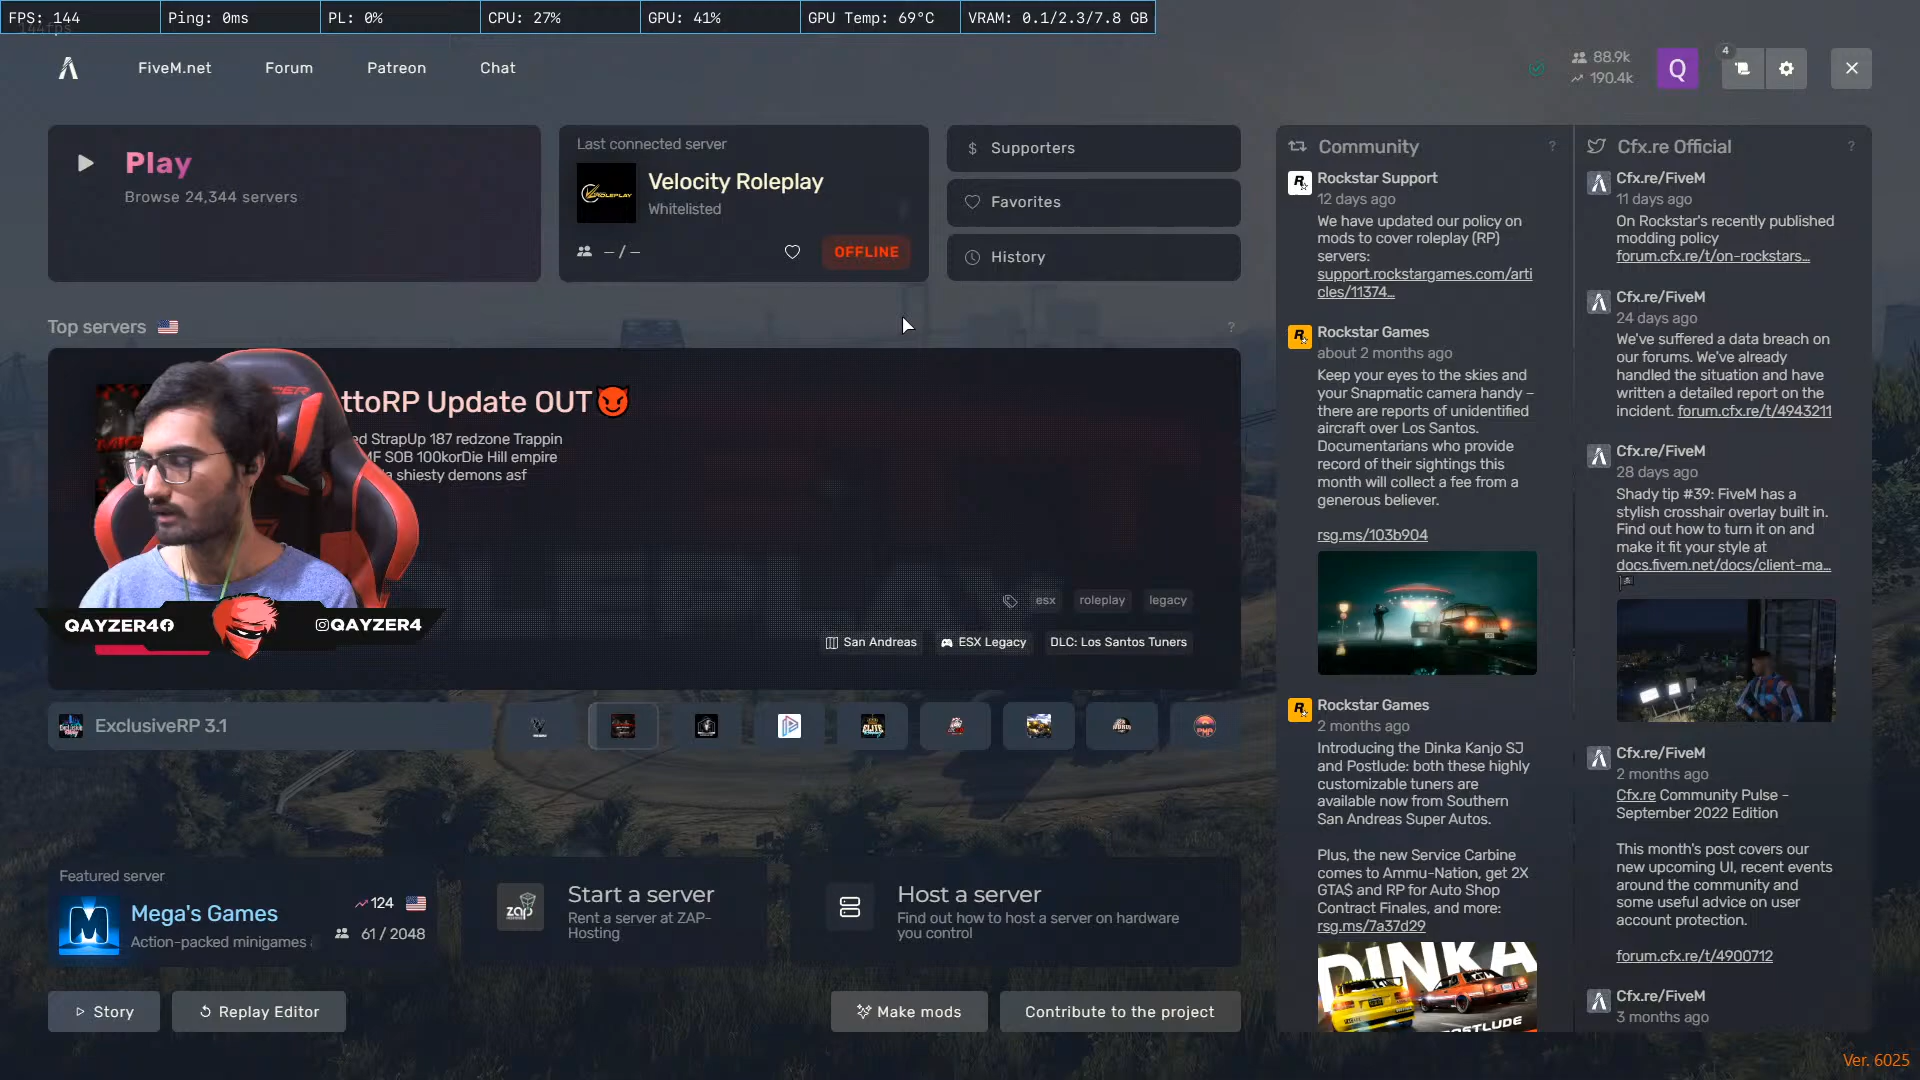 FPS: 144
Ping: 0ms
PL: 0%
CPU: 27%
GPU: 41%
GPU Temp: 69°C
VRAM: 0.1/2.3/7.8 GB
144fps
FiveM.net
Forum
Patreon
Chat
88.9k
190.4k
Q
4
Play
Browse 24,344 servers
Last connected server
Velocity Roleplay
Whitelisted
– / –
OFFLINE
$ Supporters
Favorites
History
Top servers
?
ttoRP Update OUT
ed StrapUp 187 redzone Trappin
MF SOB 100korDie Hill empire
shiesty demons asf
esx
roleplay
legacy
San Andreas
ESX Legacy
DLC: Los Santos Tuners
QAYZER4
QAYZER4
ExclusiveRP 3.1
Featured server
Mega's Games
Action-packed minigames
124
61 / 2048
zap
Start a server
Rent a server at ZAP-
Hosting
Host a server
Find out how to host a server on hardware
you control
Story
Replay Editor
Make mods
Contribute to the project
Community
?
Rockstar Support
12 days ago
We have updated our policy on
mods to cover roleplay (RP)
servers:
support.rockstargames.com/arti
cles/11374…
Rockstar Games
about 2 months ago
Keep your eyes to the skies and
your Snapmatic camera handy –
there are reports of unidentified
aircraft over Los Santos.
Documentarians who provide
record of their sightings this
month will collect a fee from a
generous believer.
rsg.ms/103b904
Rockstar Games
2 months ago
Introducing the Dinka Kanjo SJ
and Postlude: both these highly
customizable tuners are
available now from Southern
San Andreas Super Autos.
Plus, the new Service Carbine
comes to Ammu-Nation, get 2X
GTA$ and RP for Auto Shop
Contract Finales, and more:
rsg.ms/7a37d29
DINKA
POSTLUDE
Cfx.re Official
?
Cfx.re/FiveM
11 days ago
On Rockstar's recently published
modding policy
forum.cfx.re/t/on-rockstars…
Cfx.re/FiveM
24 days ago
We've suffered a data breach on
our forums. We've already
handled the situation and have
written a detailed report on the
incident. forum.cfx.re/t/4943211
Cfx.re/FiveM
28 days ago
Shady tip #39: FiveM has a
stylish crosshair overlay built in.
Find out how to turn it on and
make it fit your style at
docs.fivem.net/docs/client-ma…
Cfx.re/FiveM
2 months ago
Cfx.re Community Pulse –
September 2022 Edition
This month's post covers our
new upcoming UI, recent events
around the community and
some useful advice on user
account protection.
forum.cfx.re/t/4900712
Cfx.re/FiveM
3 months ago
Ver. 6025